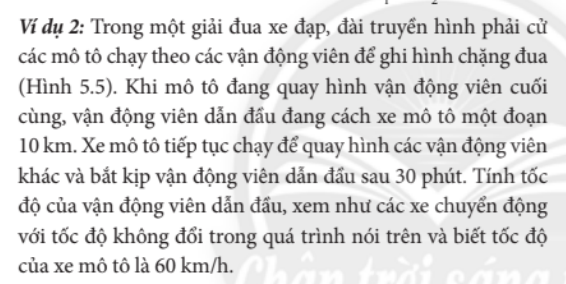 Ví dụ 2: Trong một giải đua xe đạp, đài truyền hình phải cử
các mô tô chạy theo các vận động viên để ghi hình chặng đua
(Hình 5.5). Khi mô tô đang quay hình vận động viên cuối
cùng, vận động viên dẫn đầu đang cách xe mô tô một đoạn
10 km. Xe mô tô tiếp tục chạy để quay hình các vận động viên
khác và bắt kịp vận động viên dẫn đầu sau 30 phút. Tính tốc
độ của vận động viên dẫn đầu, xem như các xe chuyển động
với tốc độ không đổi trong quá trình nói trên và biết tốc độ
của xe mô tô là 60 km/h.
Chân trời sáng